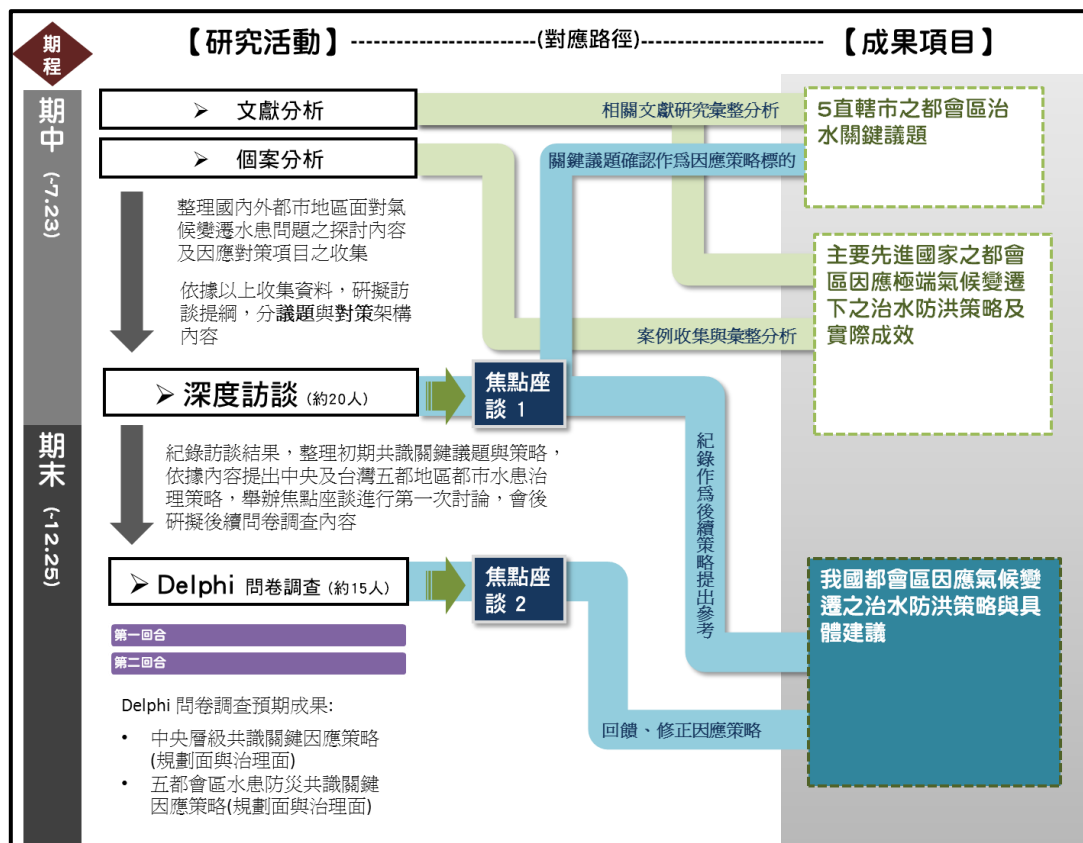 期
程
【研究活動】
(對應路徑)
【成果項目】
期中 (-7.23)
➢ 文獻分析
相關文獻研究彙整分析
5直轄市之都會區治
水關鍵議題
➢ 個案分析
關鍵議題確認作為因應策略標的
整理國內外都市地區面對氣
候變遷水患問題之探討內容
及因應對策項目之收集
依據以上收集資料，研擬訪
談提綱，分議題與對策架構
內容
主要先進國家之都會
區因應極端氣候變遷
下之治水防洪策略及
實際成效
案例收集與彙整分析
➢ 深度訪談 (約20人)
焦點座
談 1
期末 (-12.25)
紀錄訪談結果，整理初期共識關鍵議題與策略，
依據內容提出中央及台灣五都地區都市水患治
理策略，舉辦焦點座談進行第一次討論，會後
研擬後續問卷調查內容
紀錄作為後續策略提出參考
➢ Delphi 問卷調查 (約15人)
焦點座
談 2
我國都會區因應氣候變
遷之治水防洪策略與具
體建議
第一回合
第二回合
Delphi 問卷調查預期成果:
• 中央層級共識關鍵因應策略
(規劃面與治理面)
• 五都會區水患防災共識關鍵
因應策略(規劃面與治理面)
回饋、修正因應策略